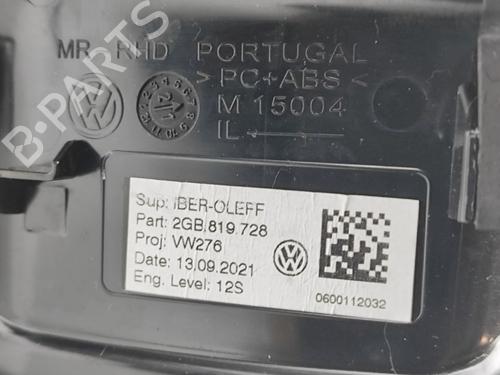 MR RHD PORTUGAL
>PC+ABS<
M 15004
IL
B-PARTS
Sup: IBER-OLEFF
Part: 2GB.819.728
Proj: VW276
Date: 13.09.2021
Eng. Level: 12S
0600112032